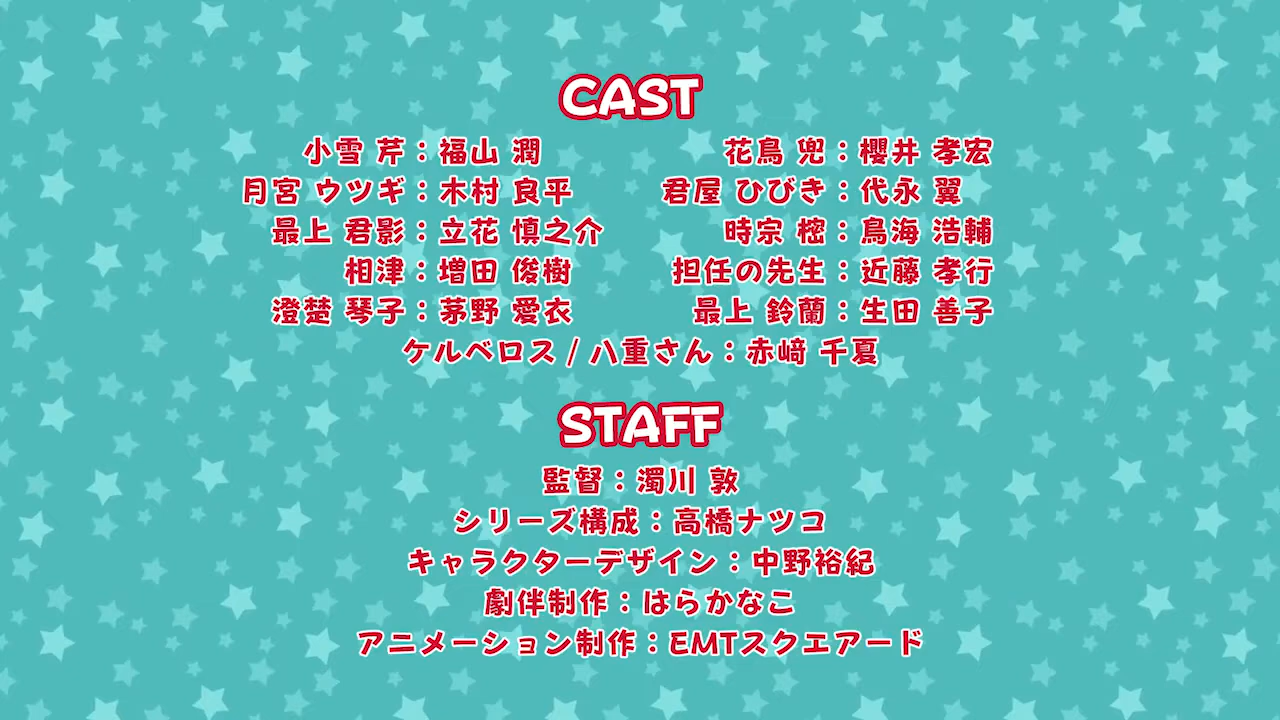 CAST
小雪 芹：福山 潤　花鳥 兜：櫻井 孝宏
月宮 ウツギ：木村 良平　君屋 ひびき：代永 翼
最上 君影：立花 慎之介　時宗 樒：鳥海 浩輔
相津：増田 俊樹　担任の先生：近藤 孝行
澄楚 琴子：茅野 愛衣　最上 鈴蘭：生田 善子
ケルベロス / 八重さん：赤﨑 千夏
STAFF
監督：濁川 敦
シリーズ構成：高橋ナツコ
キャラクターデザイン：中野裕紀
劇伴制作：はらかなこ
アニメーション制作：EMTスクエアード